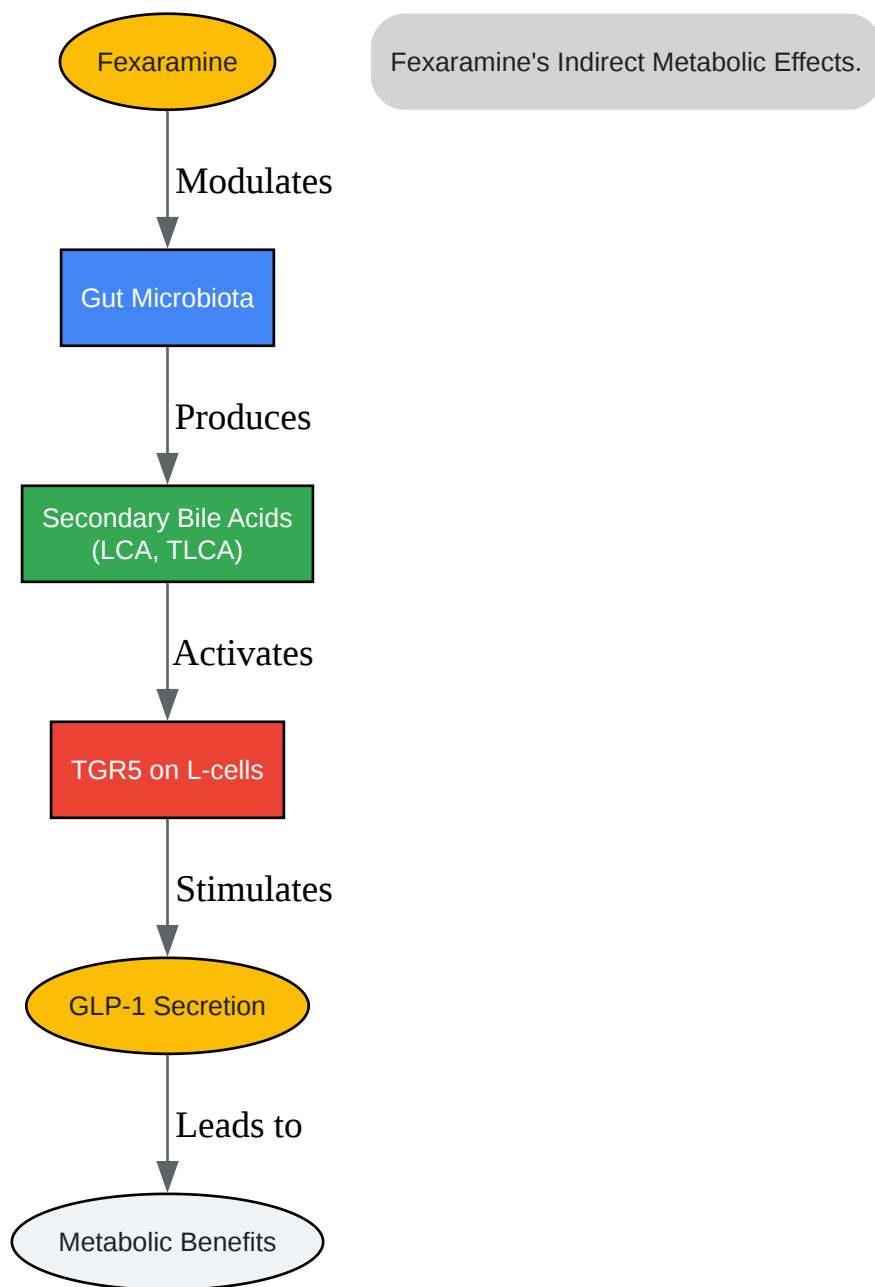 Fexaramine
Fexaramine's Indirect Metabolic Effects.
Modulates
Gut Microbiota
Produces
Secondary Bile Acids
(LCA, TLCA)
Activates
TGR5 on L-cells
Stimulates
GLP-1 Secretion
Leads to
Metabolic Benefits